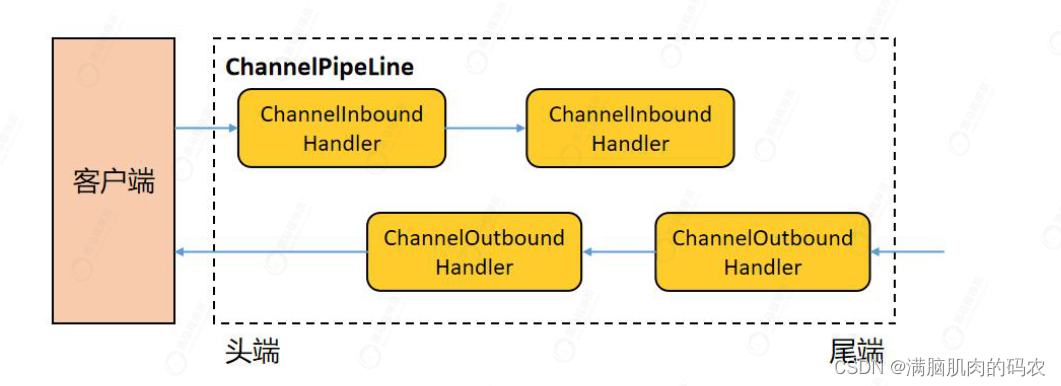 ChannelPipeLine
ChannelInbound
Handler
ChannelInbound
Handler
客户端
ChannelOutbound
Handler
ChannelOutbound
Handler
头端
尾端
CSDN @满脑肌肉的码农